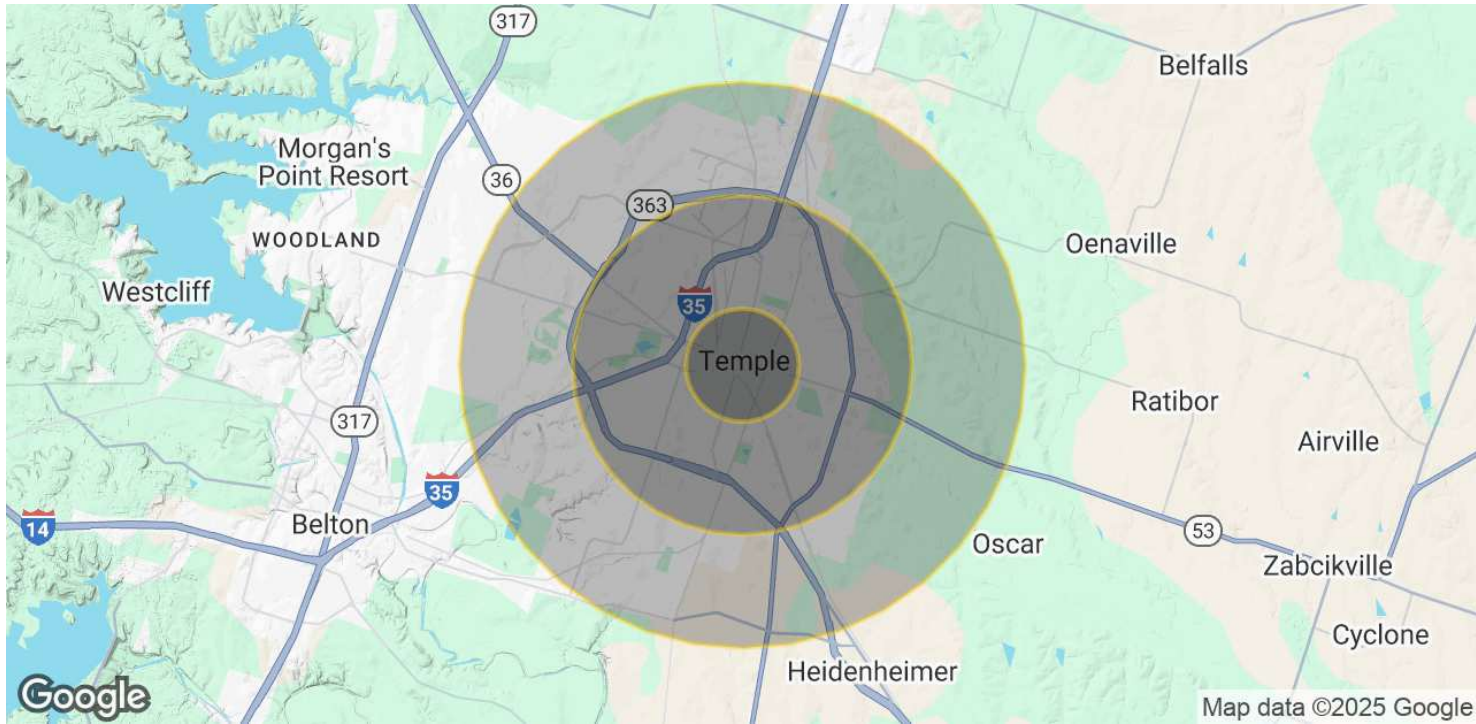 317
Belfalls
Morgan's
Point Resort
36
363
WOODLAND
Oenaville
Westcliff
35
Temple
Ratibor
317
Airville
35
14
Belton
53
Oscar
Zabcikville
Cyclone
Heidenheimer
Google
Map data ©2025 Google